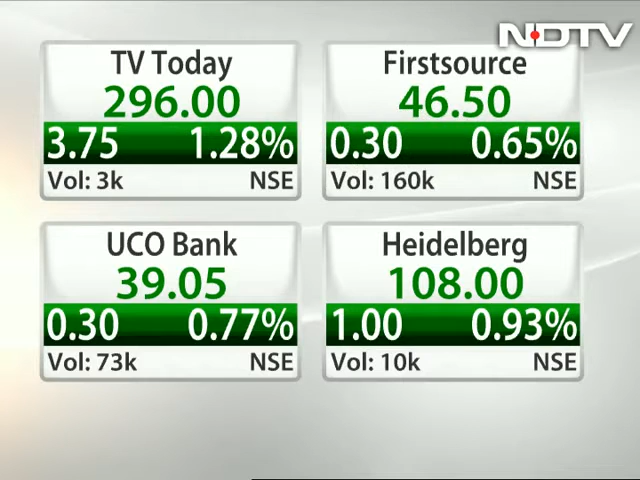 NDTV
TV Today
296.00
3.75 1.28%
Vol: 3k NSE
Firstsource
46.50
0.30 0.65%
Vol: 160k NSE
UCO Bank
39.05
0.30 0.77%
Vol: 73k NSE
Heidelberg
108.00
1.00 0.93%
Vol: 10k NSE